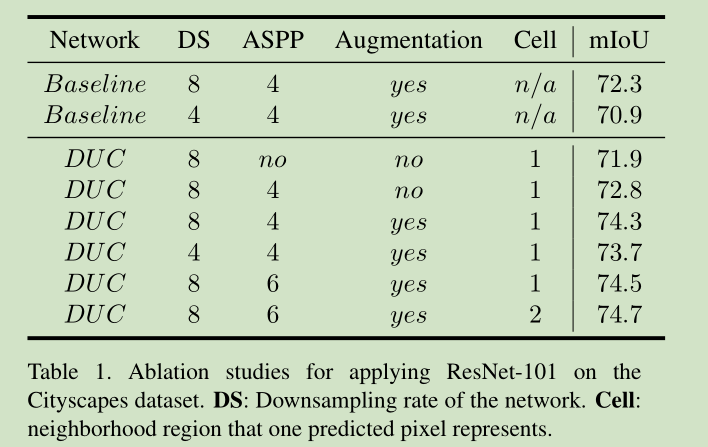 Network DS ASPP Augmentation Cell mIoU
Baseline 8 4 yes n/a 72.3
Baseline 4 4 yes n/a 70.9
DUC 8 no no 1 71.9
DUC 8 4 no 1 72.8
DUC 8 4 yes 1 74.3
DUC 4 4 yes 1 73.7
DUC 8 6 yes 1 74.5
DUC 8 6 yes 2 74.7
Table 1. Ablation studies for applying ResNet-101 on the
Cityscapes dataset. DS: Downsampling rate of the network. Cell:
neighborhood region that one predicted pixel represents.